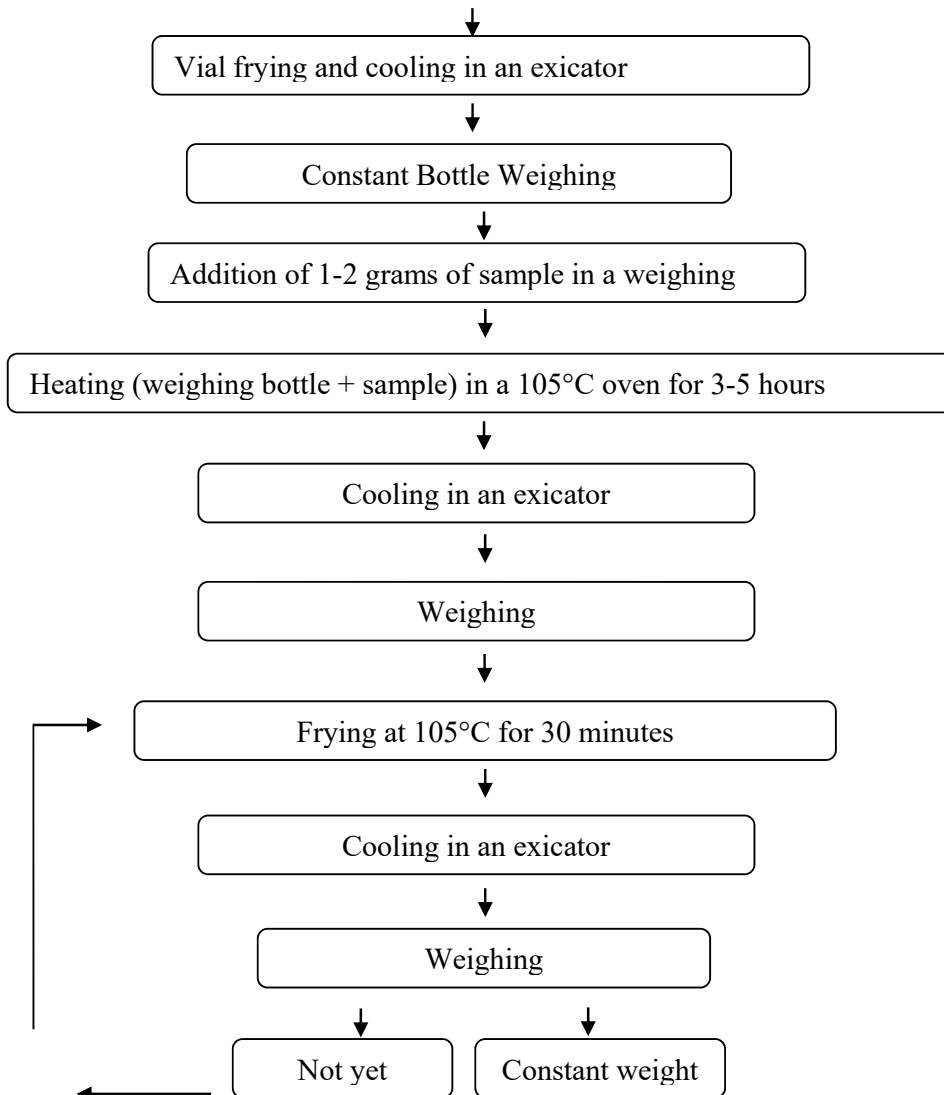 Vial frying and cooling in an exicator
Constant Bottle Weighing
Addition of 1-2 grams of sample in a weighing
Heating (weighing bottle + sample) in a 105°C oven for 3-5 hours
Cooling in an exicator
Weighing
Frying at 105°C for 30 minutes
Cooling in an exicator
Weighing
Not yet
Constant weight